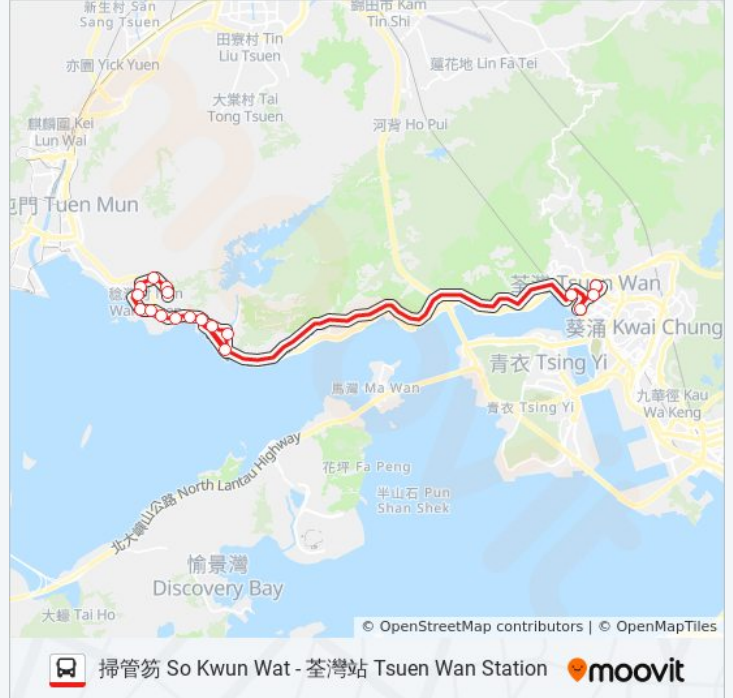 新生村 San
Sang Tsuen
錦田市 Kam
Tin Shi
田寮村 Tin
Liu Tsuen
亦園 Yick Yuen
蓮花地 Lin Fa Tei
大棠村 Tai
Tong Tsuen
麒麟圍 Kei
Lun Wai
河背 Ho Pui
屯門 Tuen Mun
荃灣 Tsuen Wan
葵涌 Kwai Chung
青衣 Tsing Yi
馬灣 Ma Wan
九華徑 Kau
Wa Keng
青衣 Tsing Yi
北大嶼山公路 North Lantau Highway
花坪 Fa Peng
半山石 Pun
Shan Shek
愉景灣
Discovery Bay
大蠔 Tai Ho
© OpenStreetMap contributors | © OpenMapTiles
掃管笏 So Kwun Wat - 荃灣站 Tsuen Wan Station
moovit